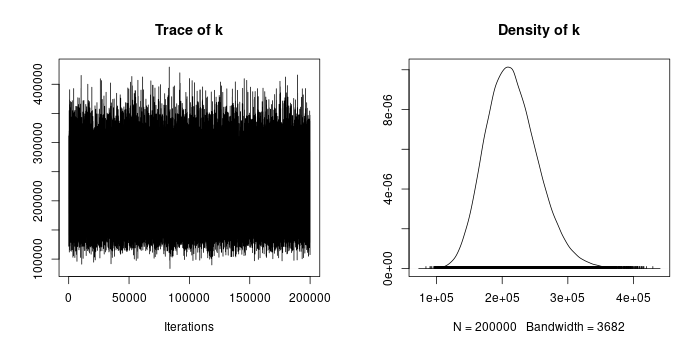 Trace of k
100000 200000 300000 400000
0 50000 100000 150000 200000
Iterations
Density of k
0e+00 4e-06 8e-06
1e+05 2e+05 3e+05 4e+05
N = 200000 Bandwidth = 3682